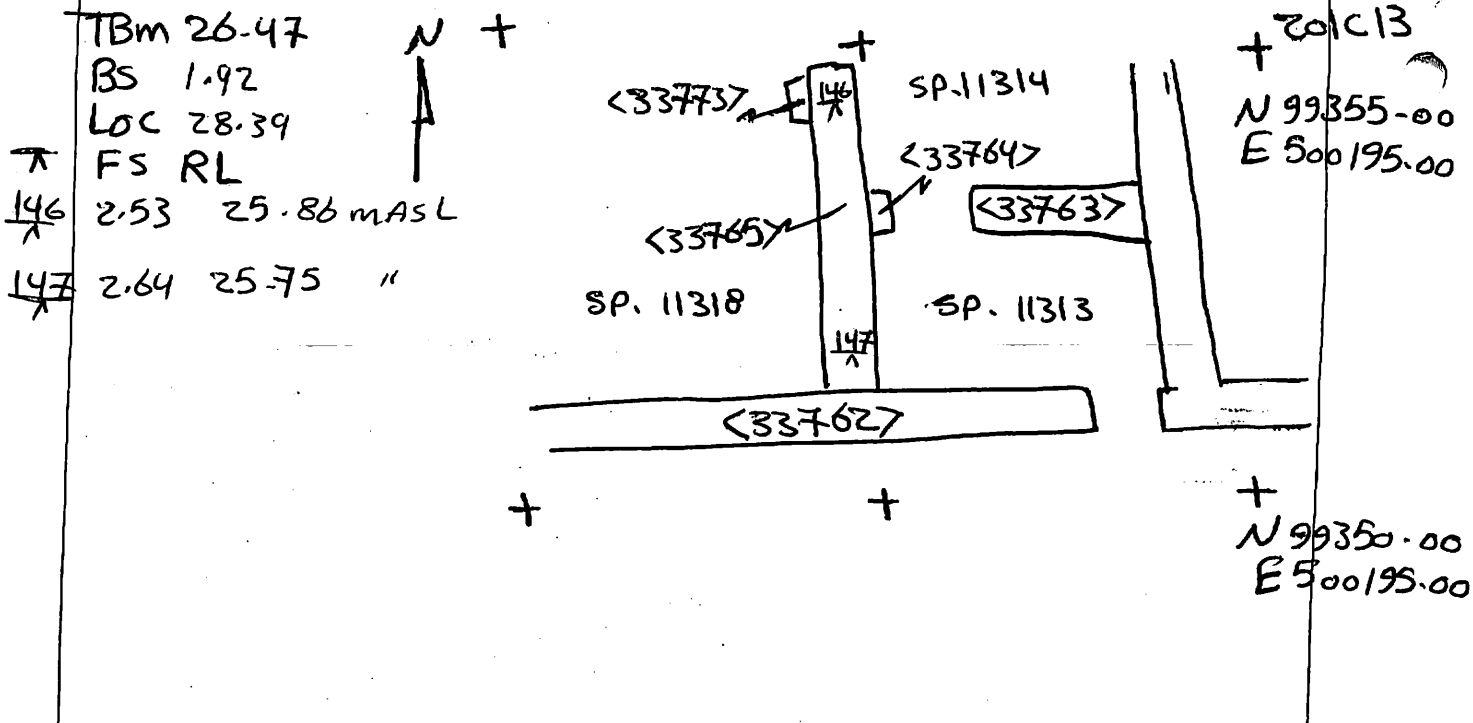 TBM 26.47
BS 1.92
LOC 28.39
⊼ FS RL
146 2.53 25.86 mASL
147 2.64 25.75 "
N
ZOIC13
N 99355-00
E 500195.00
<33773>
146
SP.11314
<33764>
<33763>
<33765>
SP. 11318
SP. 11313
147
<33762>
N 99350.00
E 500195.00